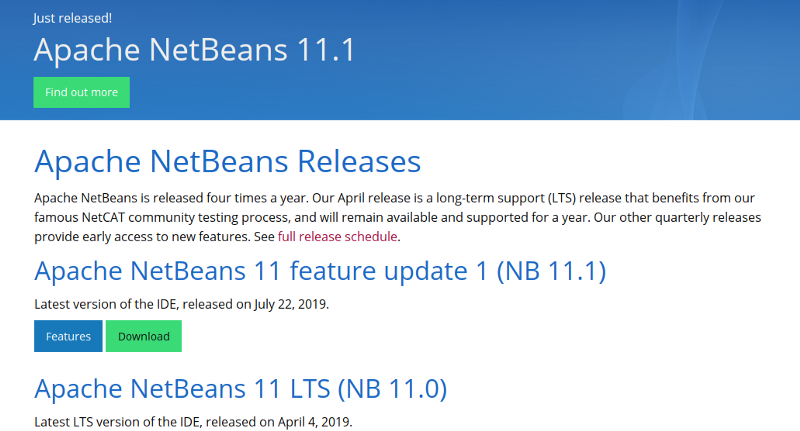 Just released!
Apache NetBeans 11.1
Find out more
Apache NetBeans Releases
Apache NetBeans is released four times a year. Our April release is a long-term support (LTS) release that benefits from our
famous NetCAT community testing process, and will remain available and supported for a year. Our other quarterly releases
provide early access to new features. See full release schedule.
Apache NetBeans 11 feature update 1 (NB 11.1)
Latest version of the IDE, released on July 22, 2019.
Features Download
Apache NetBeans 11 LTS (NB 11.0)
Latest LTS version of the IDE, released on April 4, 2019.